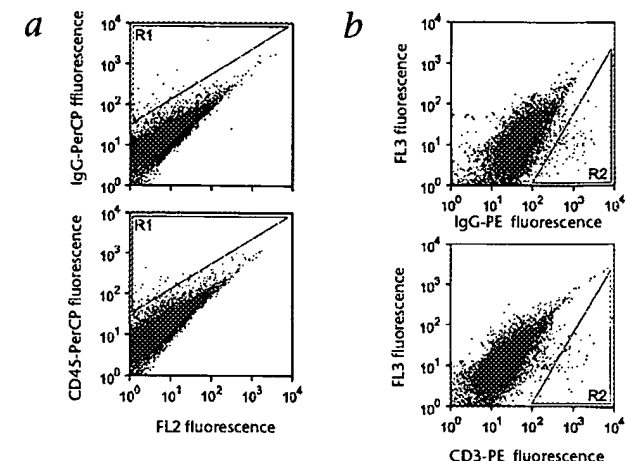 a
IgG-PerCP ffluorescence
10⁴
10³
10²
10¹
10⁰
R1
CD45-PerCP fluorescence
10⁴
10³
10²
10¹
10⁰
R1
10⁰ 10¹ 10² 10³ 10⁴
FL2 fluorescence
b
FL3 fluorescence
10⁴
10³
10²
10¹
10⁰
R2
10⁰ 10¹ 10² 10³ 10⁴
IgG-PE fluorescence
FL3 fluorescence
10⁴
10³
10²
10¹
10⁰
R2
10⁰ 10¹ 10² 10³ 10⁴
CD3-PE fluorescence